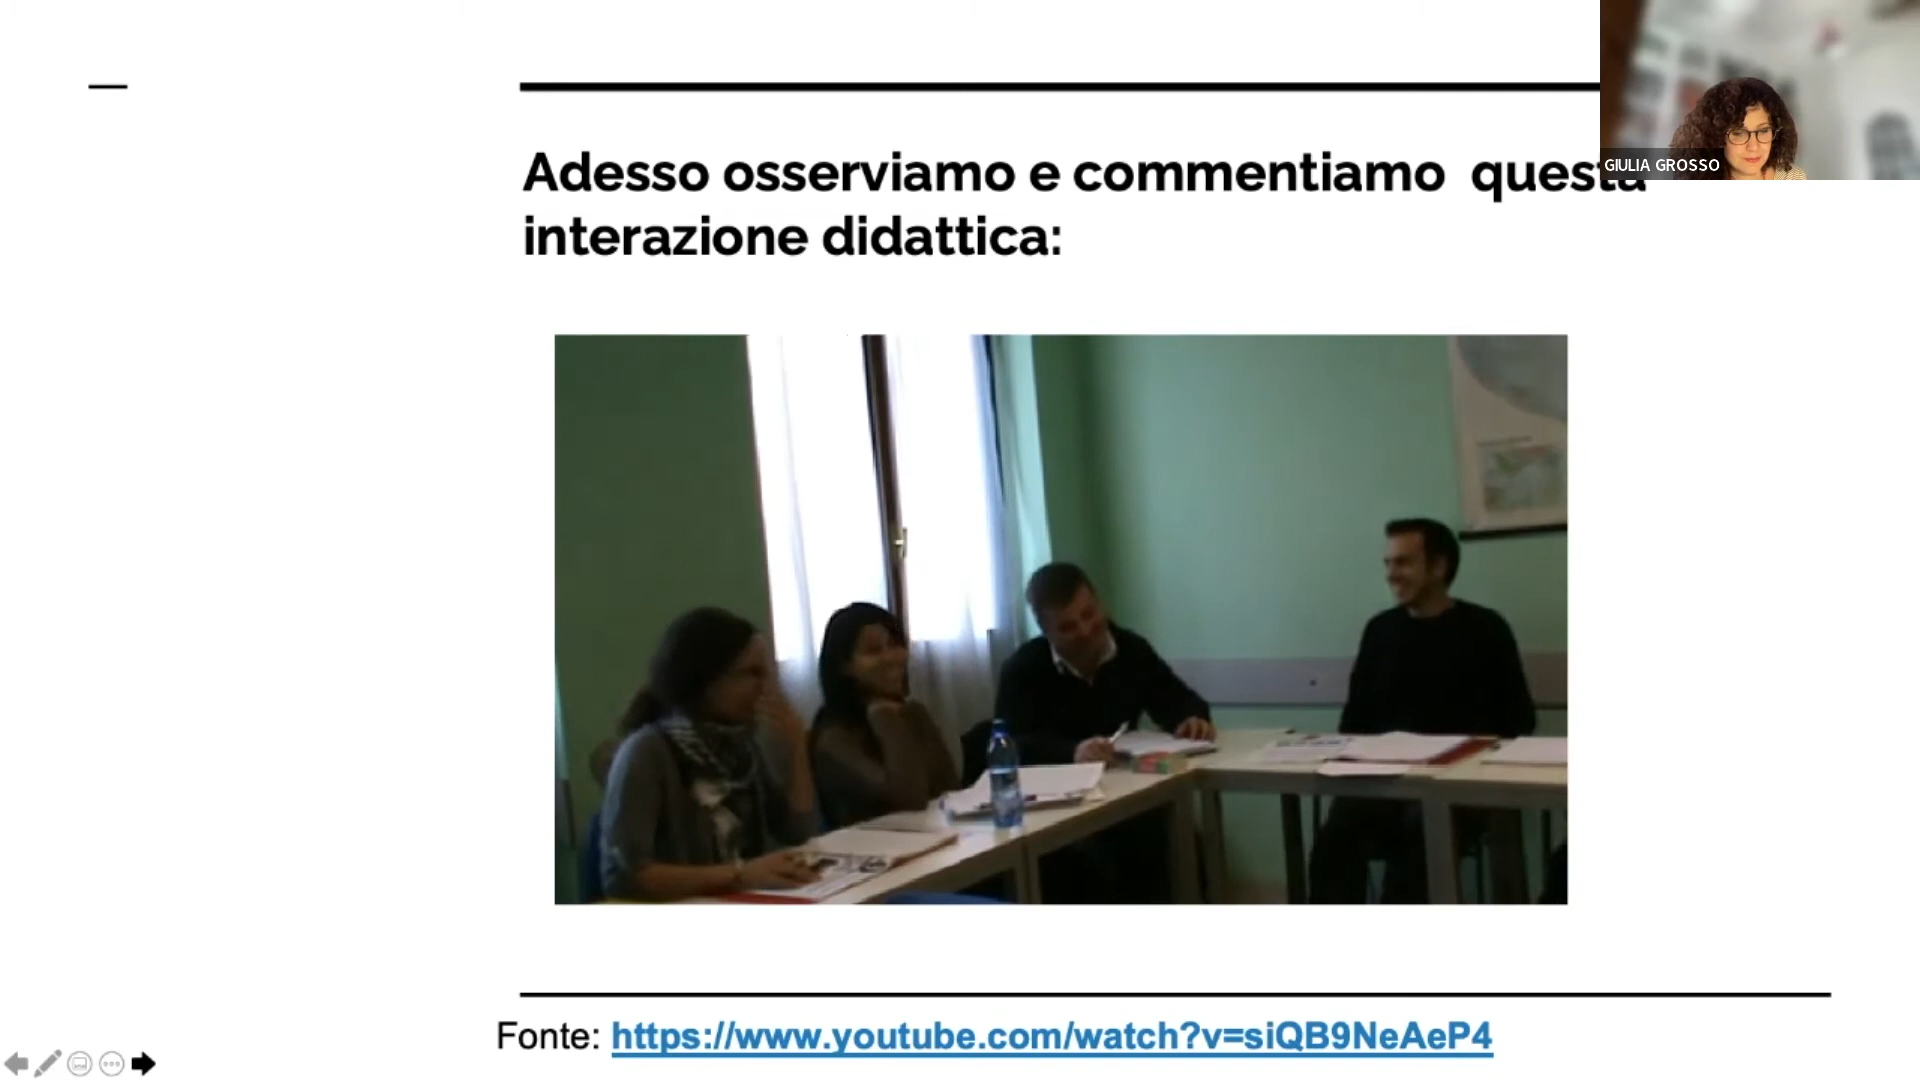 Adesso osserviamo e commentiamo questa
interazione didattica:
GIULIA GROSSO
Fonte: https://www.youtube.com/watch?v=siQB9NeAeP4